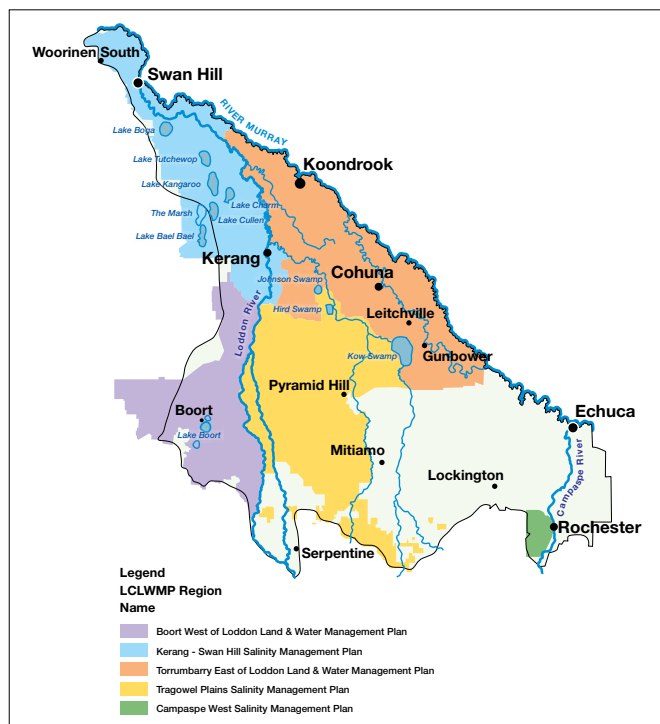 Woorinen South
Swan Hill
RIVER MURRAY
Lake Boga
Lake Tutchewop
Koondrook
Lake Kangaroo
Lake Charm
The Marsh
Lake Cullen
Lake Bael Bael
Kerang
Cohuna
Johnson Swamp
Leitchville
Hird Swamp
Loddon River
Kow Swamp
Gunbower
Pyramid Hill
Boort
Echuca
Lake Boort
Mitiamo
Campaspe River
Lockington
Rochester
Serpentine
Legend
LCLWMP Region
Name
Boort West of Loddon Land & Water Management Plan
Kerang - Swan Hill Salinity Management Plan
Torrumbarry East of Loddon Land & Water Management Plan
Tragowel Plains Salinity Management Plan
Campaspe West Salinity Management Plan